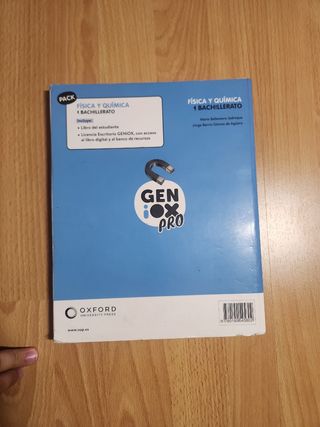 PACK
FÍSICA Y QUÍMICA
1 BACHILLERATO
Incluye:
• Libro del estudiante
• Licencia Escritorio GENiOX, con acceso
al libro digital y al banco de recursos
FÍSICA Y QUÍMICA
1 BACHILLERATO
GEN
iOX
PRO
OXFORD
UNIVERSITY PRESS
www.oup.es